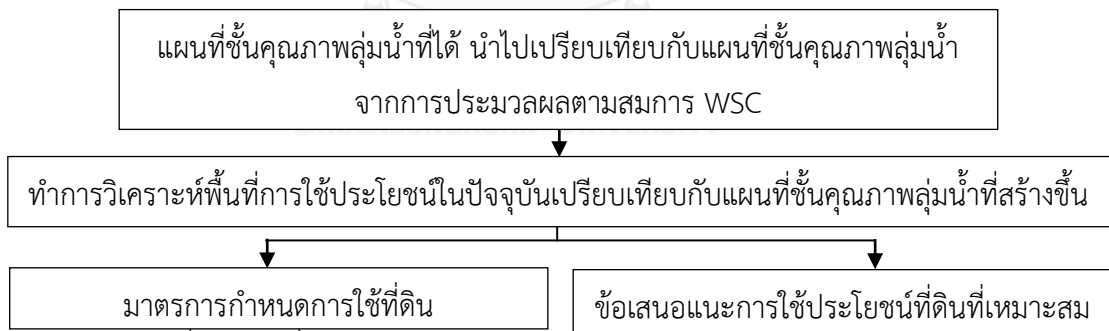 แผนที่ชั้นคุณภาพลุ่มน้ำที่ได้ นำไปเปรียบเทียบกับแผนที่ชั้นคุณภาพลุ่มน้ำ
จากการประมวลผลตามสมการ WSC
ทำการวิเคราะห์พื้นที่การใช้ประโยชน์ในปัจจุบันเปรียบเทียบกับแผนที่ชั้นคุณภาพลุ่มน้ำที่สร้างขึ้น
มาตรการกำหนดการใช้ที่ดิน
ข้อเสนอแนะการใช้ประโยชน์ที่ดินที่เหมาะสม